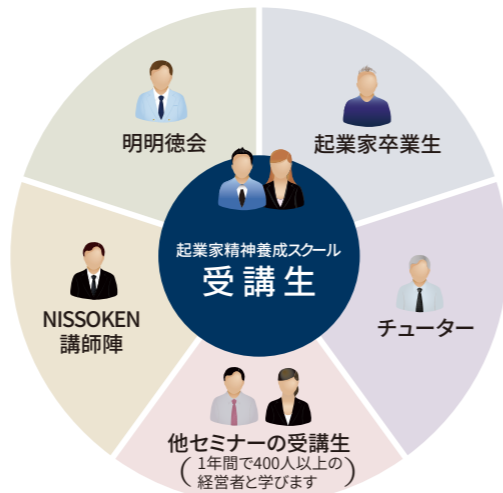 明明徳会
起業家卒業生
起業家精神養成スクール
受講生
NISSOKEN
講師陣
チューター
他セミナーの受講生
(1年間で400人以上の
経営者と学びます)